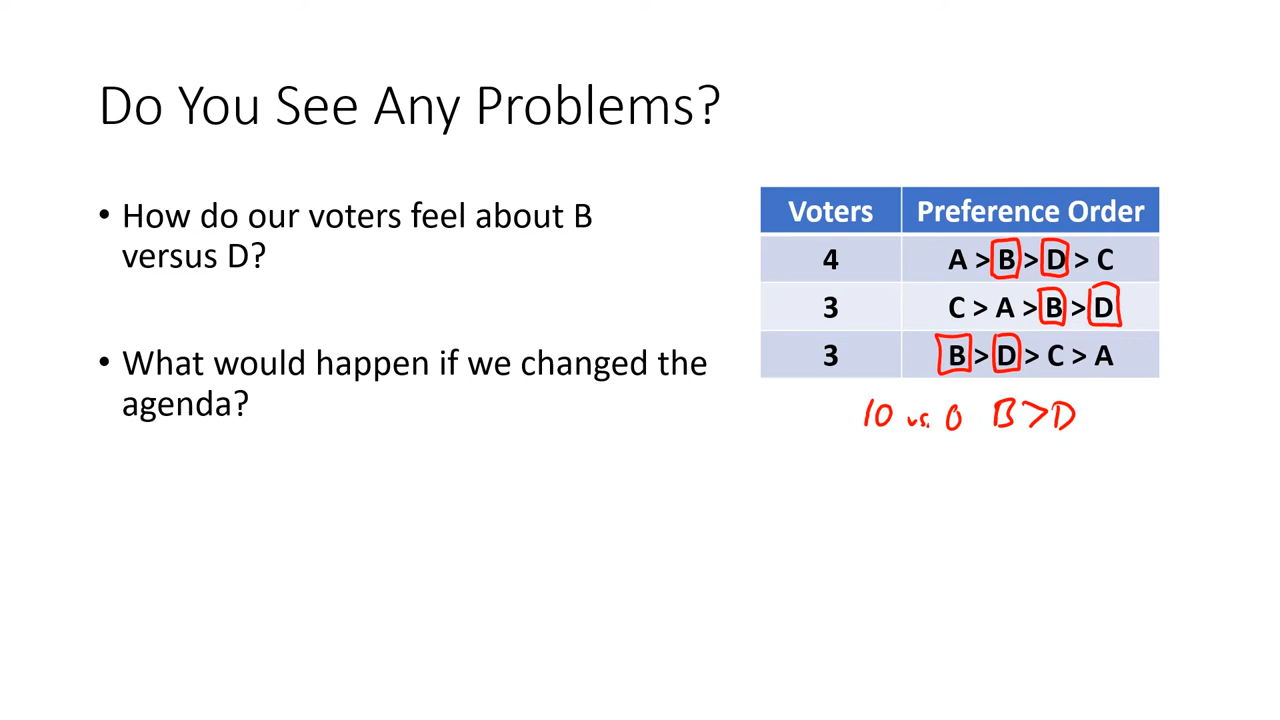 Do You See Any Problems?
• How do our voters feel about B
versus D?
• What would happen if we changed the
agenda?
Voters Preference Order
4 A > B > D > C
3 C > A > B > D
3 B > D > C > A
10 vs. 0 B > D